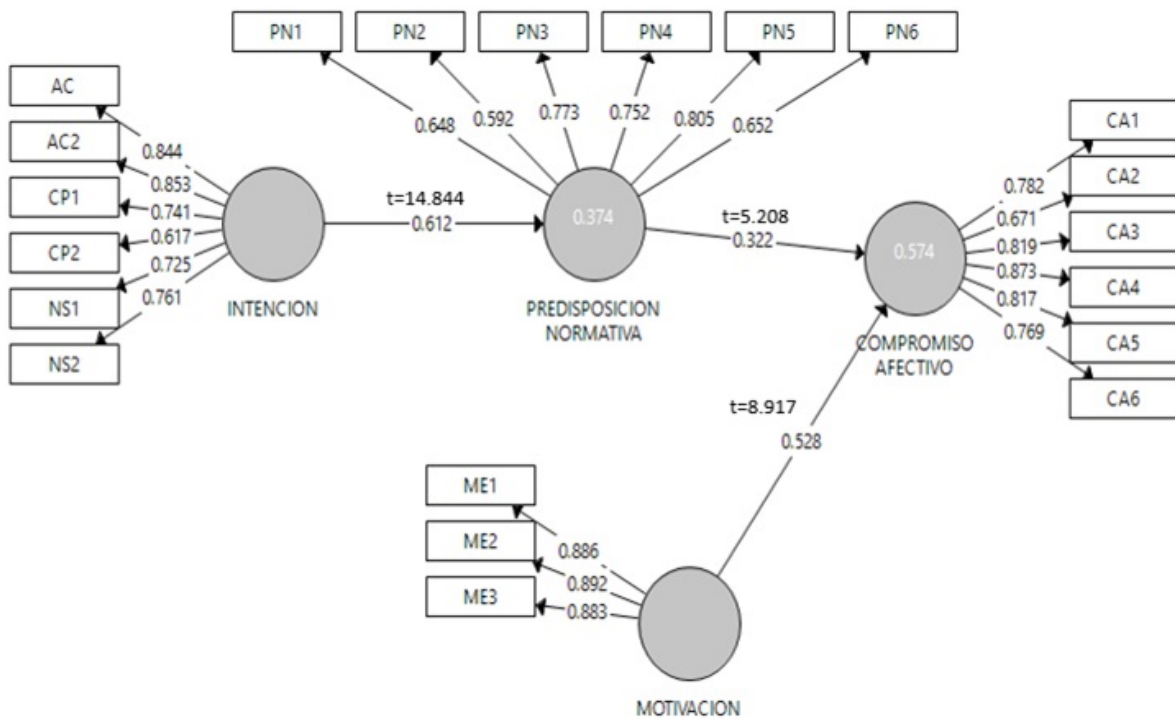 PN1
PN2
PN3
PN4
PN5
PN6
0.648
0.592
0.773
0.752
0.805
0.652
AC
AC2
CP1
CP2
NS1
NS2
0.844
0.853
0.741
0.617
0.725
0.761
INTENCION
t=14.844
0.612
0.374
PREDISPOSICION
NORMATIVA
t=5.208
0.322
0.574
COMPROMISO
AFECTIVO
0.782
0.671
0.819
0.873
0.817
0.769
CA1
CA2
CA3
CA4
CA5
CA6
t=8.917
0.528
ME1
ME2
ME3
0.886
0.892
0.883
MOTIVACION